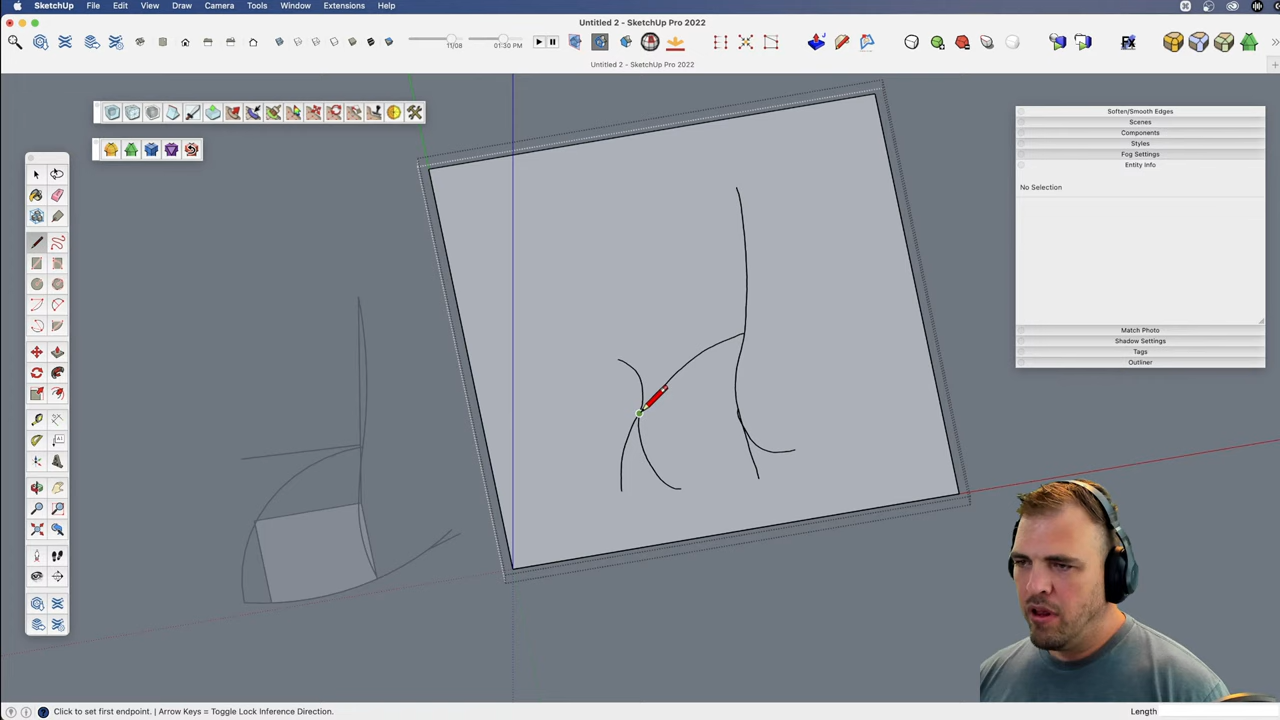 SketchUp File Edit View Draw Camera Tools Window Extensions Help
Untitled 2 - SketchUp Pro 2022
11/08 01:30 PM
Untitled 2 - SketchUp Pro 2022
Soften/Smooth Edges
Scenes
Components
Styles
Fog Settings
Entity Info
No Selection
Match Photo
Shadow Settings
Tags
Outliner
Click to set first endpoint. | Arrow Keys = Toggle Lock Inference Direction.
Length